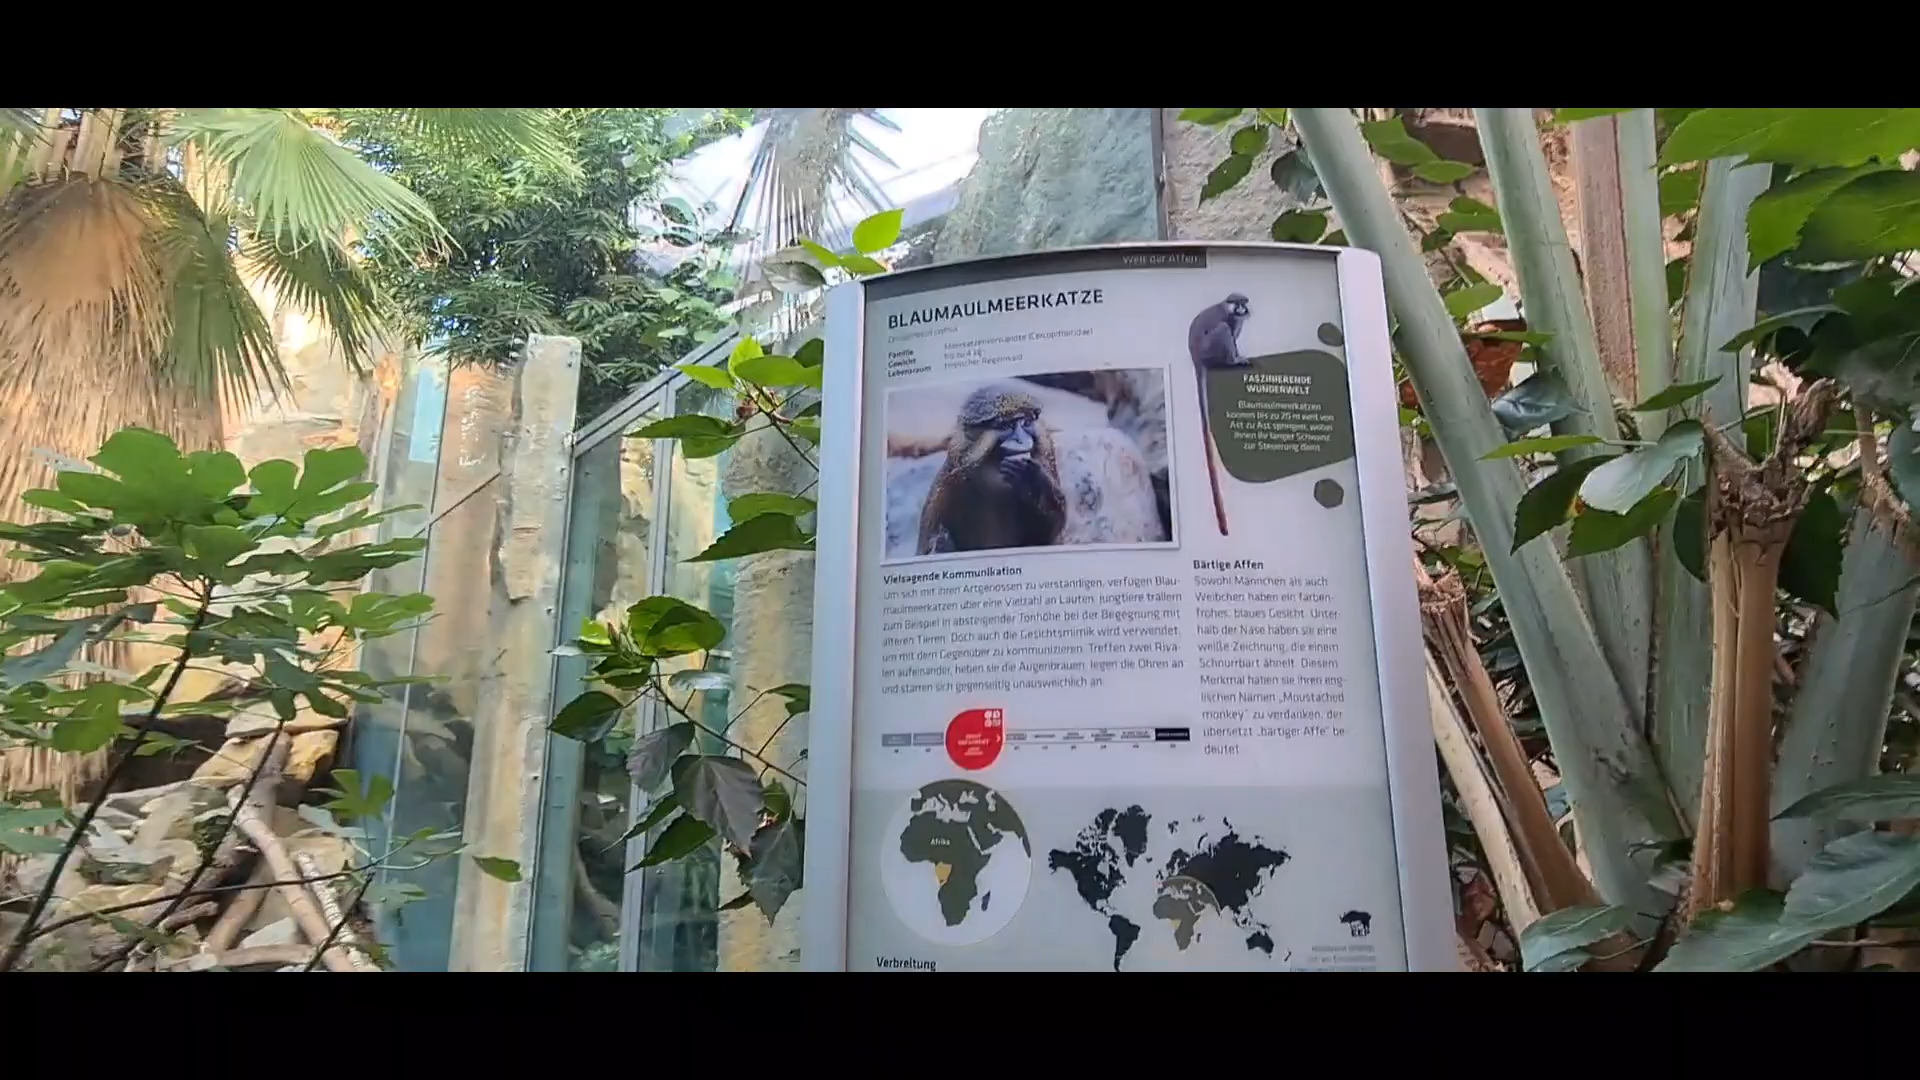 Welt der Affen
BLAUMAULMEERKATZE
Familie Meerkatzenverwandte (Cercopithecidae)
Gewicht
Lebensraum tropischer Regenwald
FASZINIERENDE
WUNDERWELT
Blaumaulmeerkatzen
können bis zu 20 m weit von
Ast zu Ast springen, wobei
ihnen ihr langer Schwanz
zur Steuerung dient
Vielsagende Kommunikation
Um sich mit ihren Artgenossen zu verständigen, verfügen Blau-
maulmeerkatzen über eine Vielzahl an Lauten. Jungtiere trällern
zum Beispiel in absteigender Tonhöhe bei der Begegnung mit
älteren Tieren. Doch auch die Gesichtsmimik wird verwendet,
um mit dem Gegenüber zu kommunizieren. Treffen zwei Riva-
len aufeinander, heben sie die Augenbrauen, legen die Ohren an
und starren sich gegenseitig unausweichlich an.
Bärtige Affen
Sowohl Männchen als auch
Weibchen haben ein farben-
frohes, blaues Gesicht. Unter-
halb der Nase haben sie eine
weiße Zeichnung, die einem
Schnurrbart ähnelt. Diesem
Merkmal haben sie ihren eng-
lischen Namen „Moustached
monkey" zu verdanken, der
übersetzt „bärtiger Affe" be-
deutet.
Afrika
EEP
Verbreitung